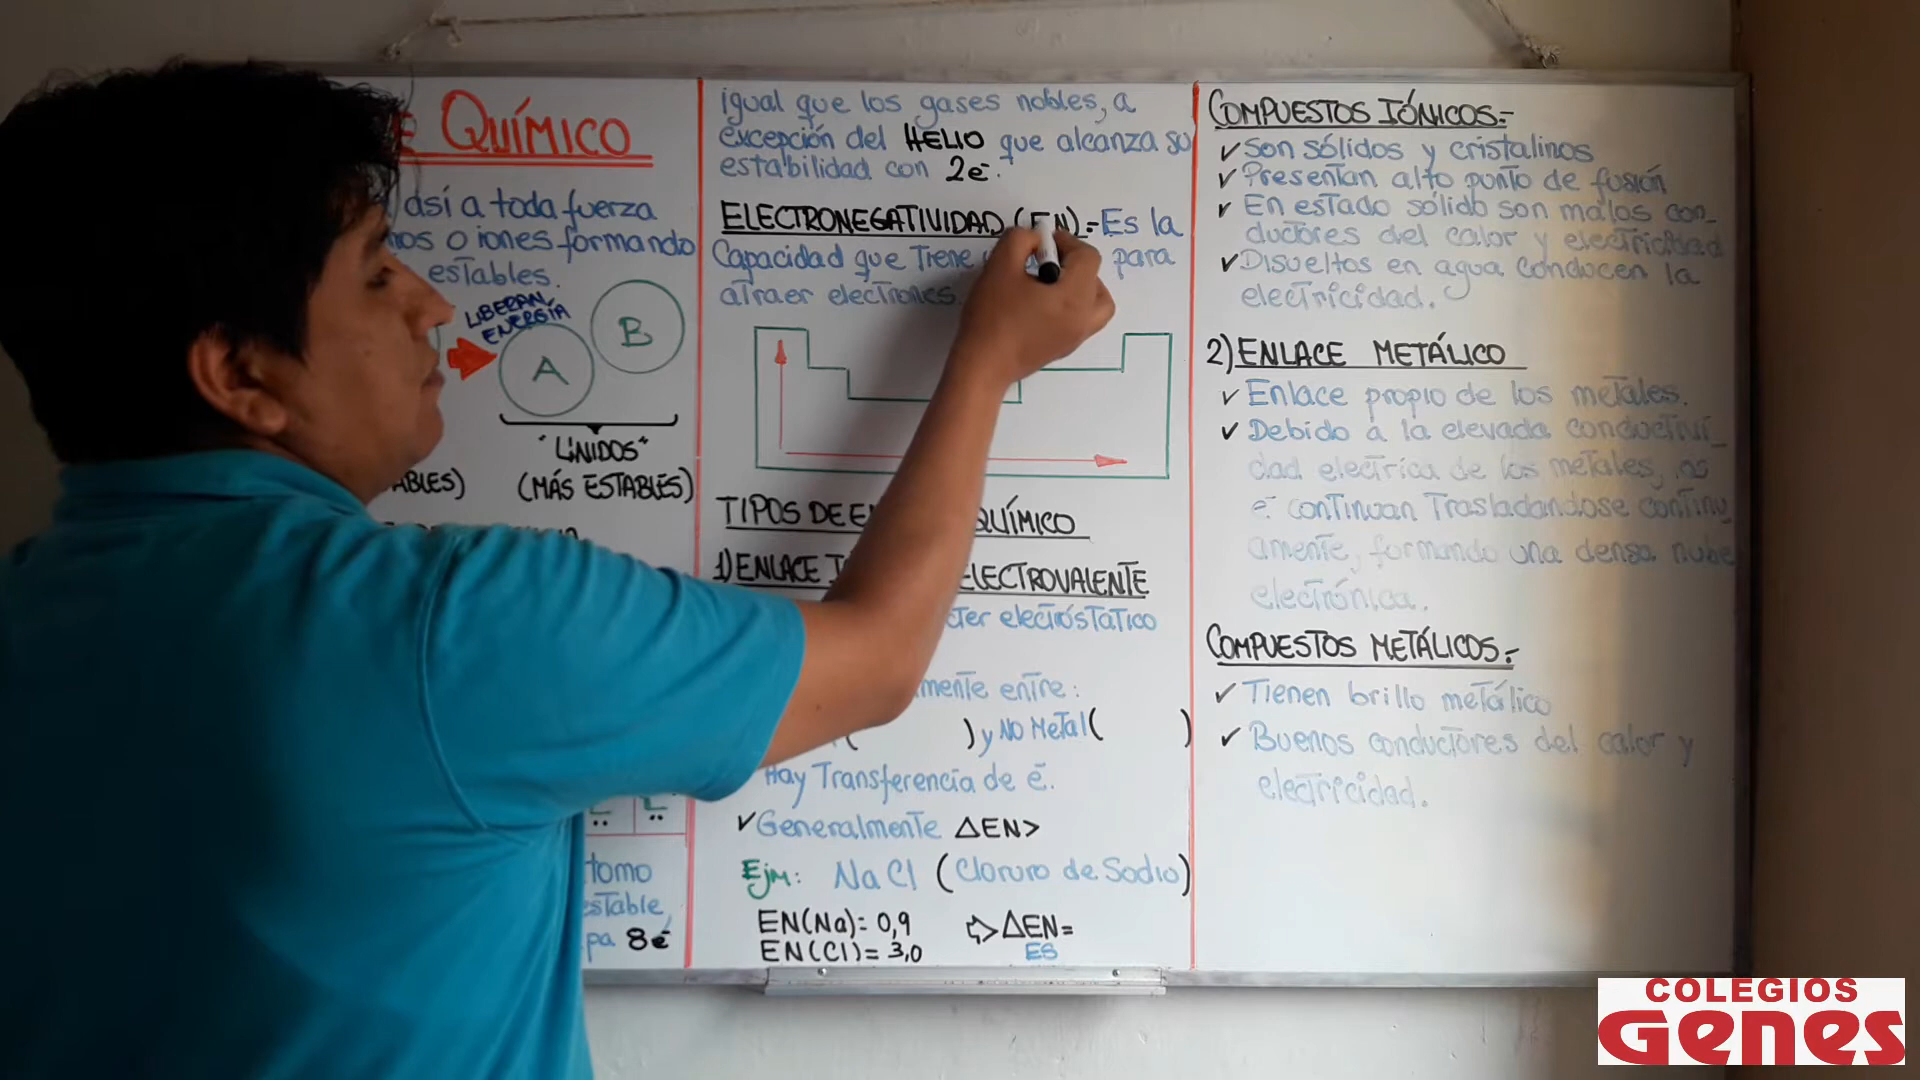 QUÍMICO
así a toda fuerza
o iones formando
estables.
LIBERAN
ENERGÍA
A
B
"UNIDOS"
(MÁS ESTABLES)
estable,
8e-
igual que los gases nobles, a
excepción del HELIO que alcanza su
estabilidad con 2e-.
ELECTRONEGATIVIDAD (EN):- Es la
Capacidad que Tiene para
atraer electrones.
TIPOS DE QUÍMICO
1) ENLACE ELECTROVALENTE
electrostático
entre:
( ) y NO Metal ( )
Hay Transferencia de e-.
✓ Generalmente ΔEN>
Ejm: NaCl (Cloruro de Sodio)
EN(Na)= 0,9 ⇨ ΔEN=
EN(Cl)= 3,0 ES
COMPUESTOS IÓNICOS:-
✓ Son sólidos y cristalinos
✓ Presentan alto punto de fusión
✓ En estado sólido son malos con-
ductores del calor y electricidad
✓ Disueltos en agua conducen la
electricidad.
2) ENLACE METÁLICO
✓ Enlace propio de los metales.
✓ Debido a la elevada conductivi-
dad eléctrica de los metales, los
e- continuan Trasladandose continu
amente, formando una densa nube
electrónica.
COMPUESTOS METÁLICOS:-
✓ Tienen brillo metálico
✓ Buenos conductores del calor y
electricidad.
COLEGIOS
Genes